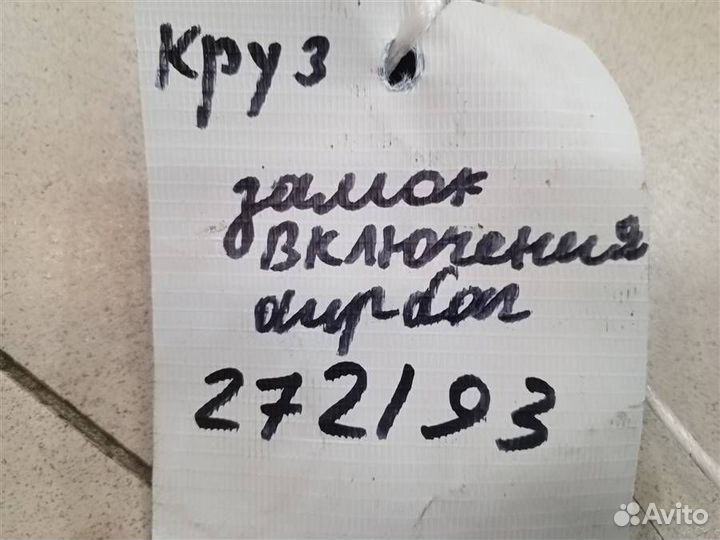 круз
замок
включения
аирбаг
272193
Avito